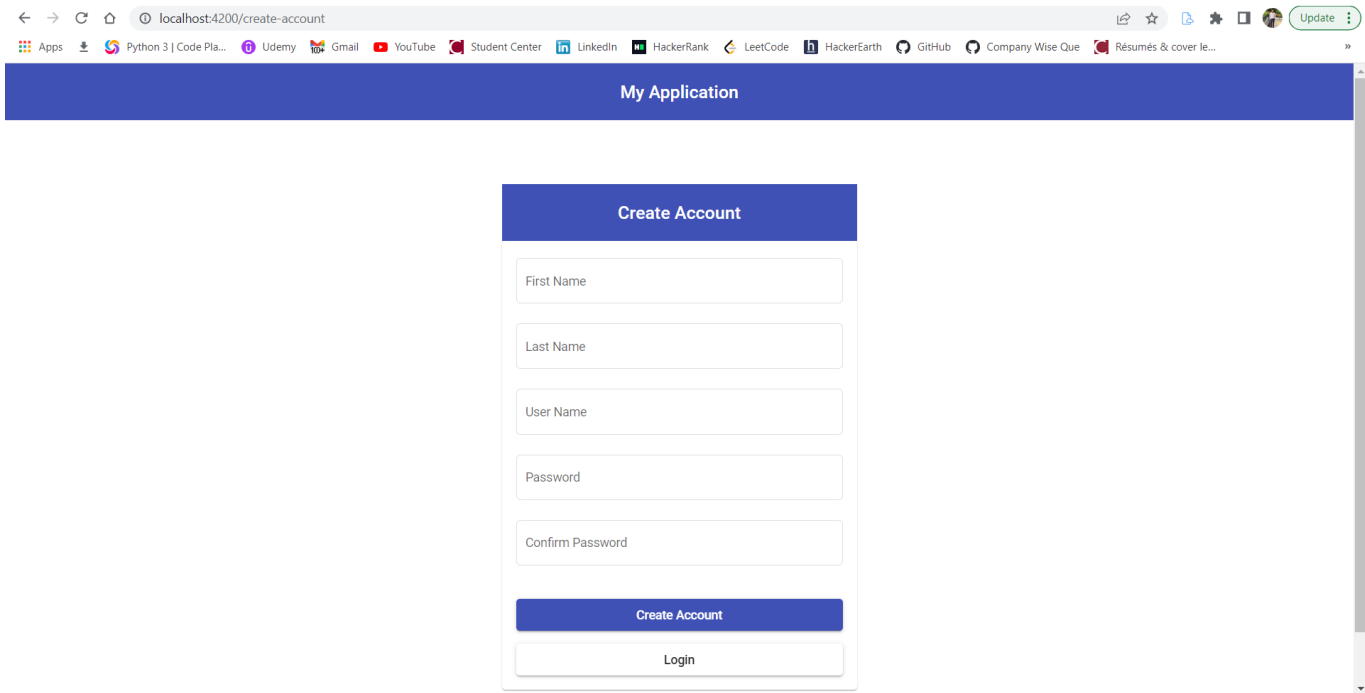 localhost:4200/create-account
Update
Apps Python 3 | Code Pla... Udemy Gmail YouTube Student Center LinkedIn HackerRank LeetCode HackerEarth GitHub Company Wise Que Résumés & cover le... »
My Application
Create Account
First Name
Last Name
User Name
Password
Confirm Password
Create Account
Login